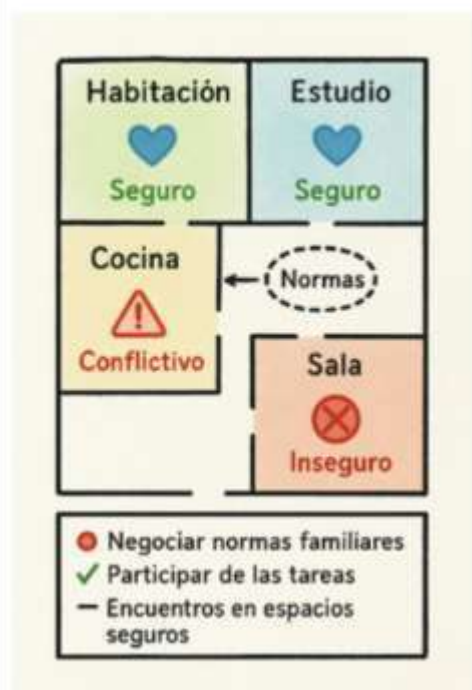 Habitación
Seguro
Estudio
Seguro
Cocina
Conflictivo
Normas
Sala
Inseguro
Negociar normas familiares
✓ Participar de las tareas
— Encuentros en espacios
seguros